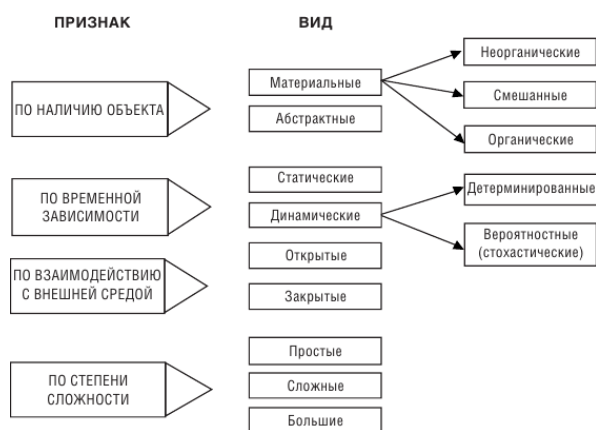 ПРИЗНАК
ВИД
ПО НАЛИЧИЮ ОБЪЕКТА
Материальные
Абстрактные
Неорганические
Смешанные
Органические
ПО ВРЕМЕННОЙ
ЗАВИСИМОСТИ
Статические
Динамические
Детерминированные
Вероятностные
(стохастические)
ПО ВЗАИМОДЕЙСТВИЮ
С ВНЕШНЕЙ СРЕДОЙ
Открытые
Закрытые
ПО СТЕПЕНИ
СЛОЖНОСТИ
Простые
Сложные
Большие